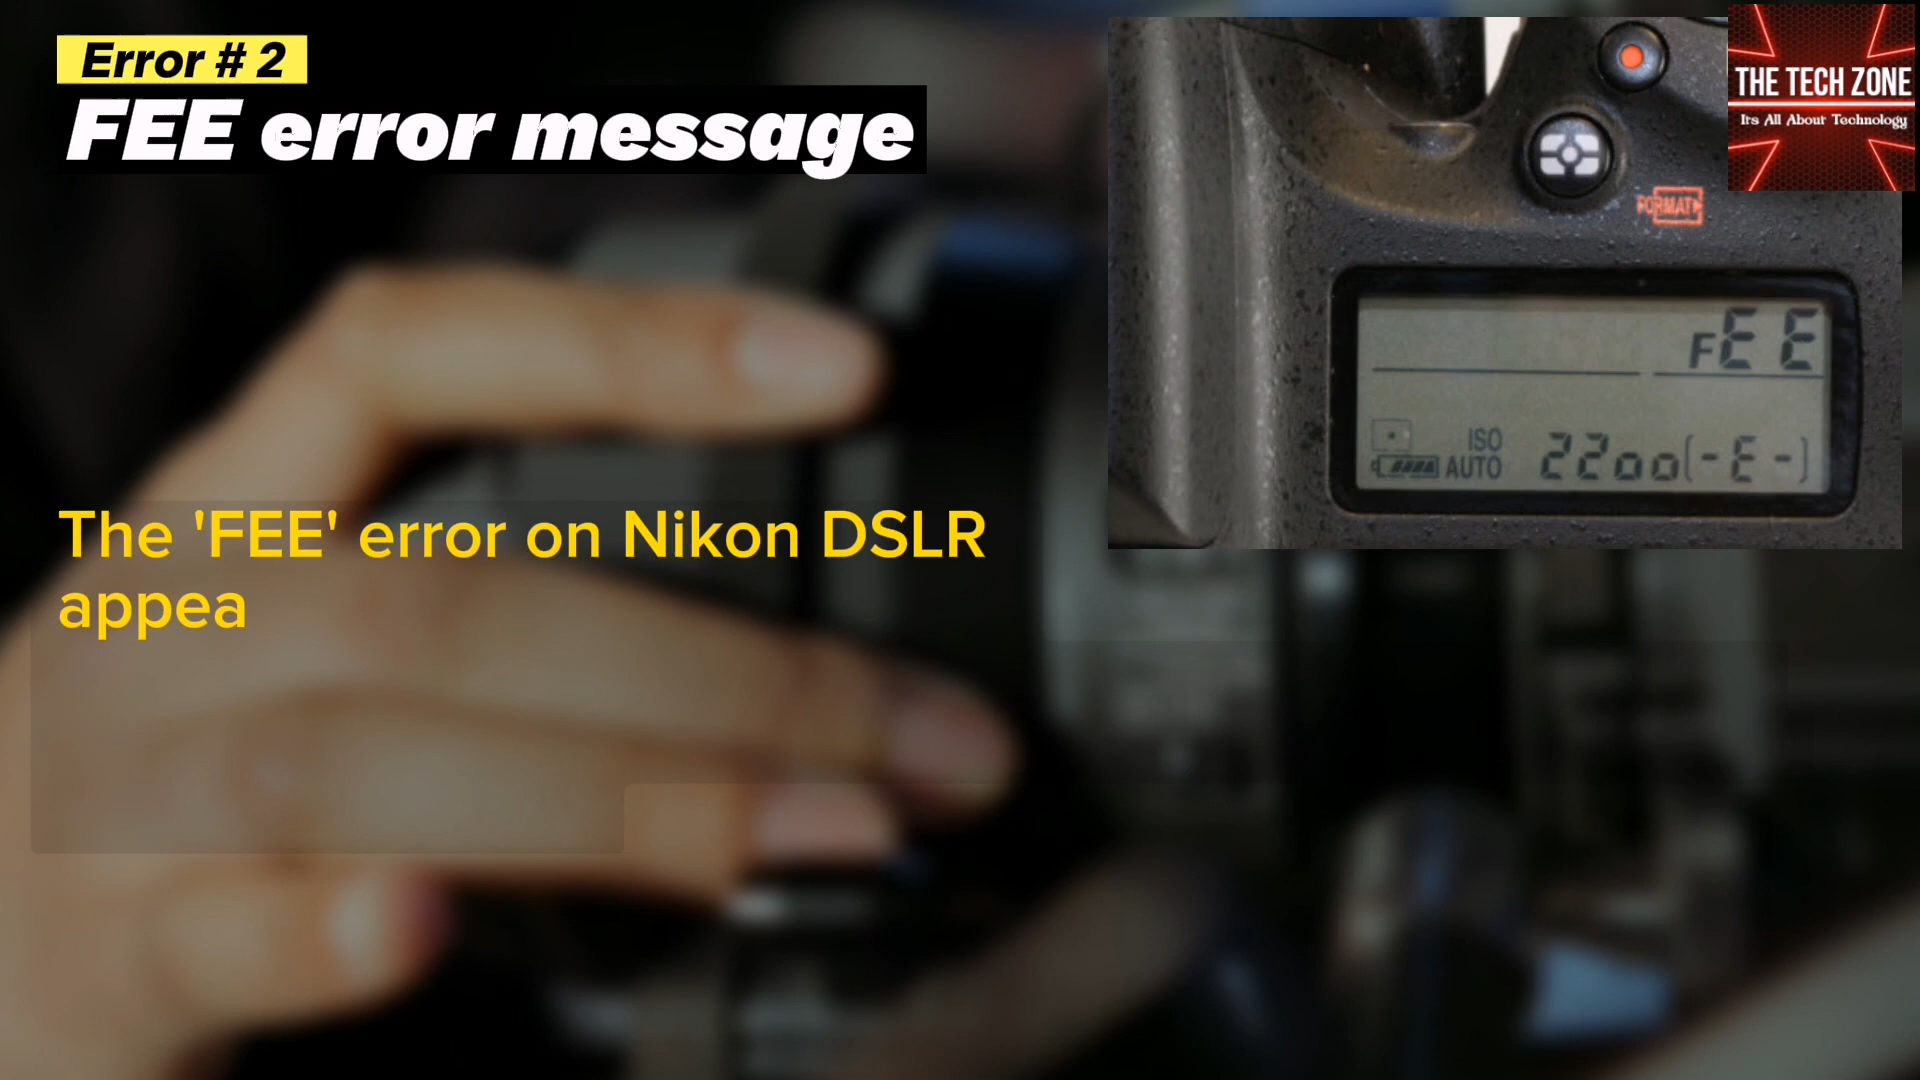 Error # 2
FEE error message
THE TECH ZONE
Its All About Technology
FORMAT
FEE
ISO
AUTO 2200 (-E-)
The 'FEE' error on Nikon DSLR
appea